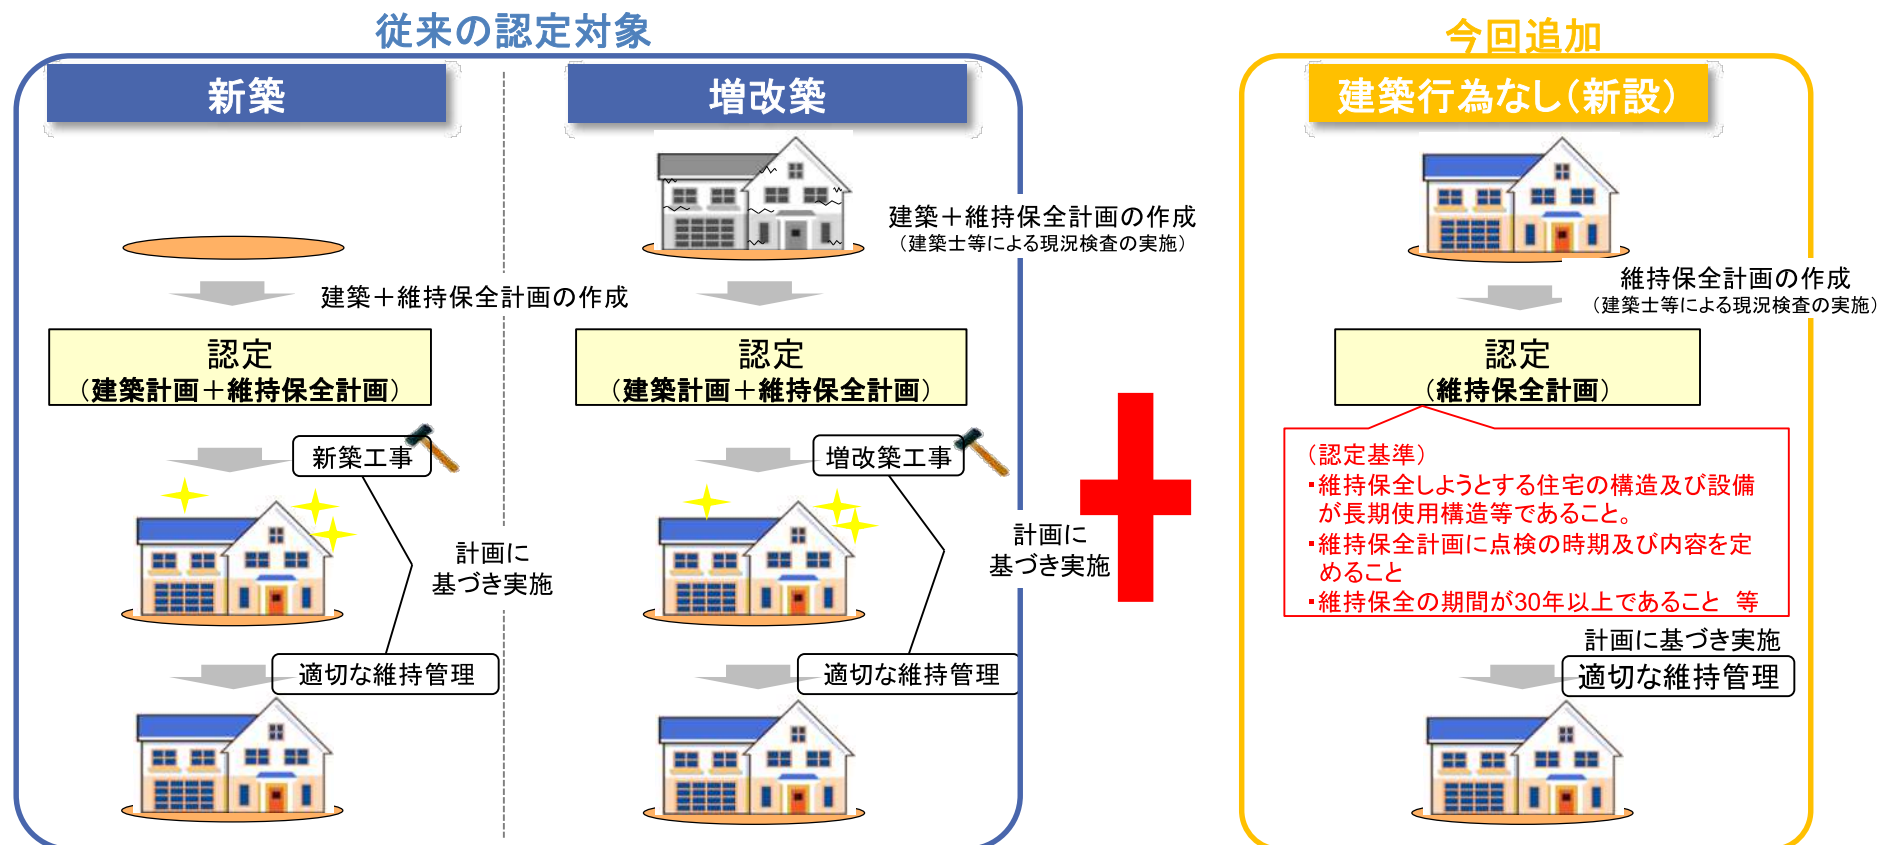 従来の認定対象
新築
建築＋維持保全計画の作成
認定
（建築計画＋維持保全計画）
新築工事
計画に
基づき実施
適切な維持管理
増改築
建築＋維持保全計画の作成
（建築士等による現況検査の実施）
認定
（建築計画＋維持保全計画）
増改築工事
計画に
基づき実施
適切な維持管理
今回追加
建築行為なし（新設）
維持保全計画の作成
（建築士等による現況検査の実施）
認定
（維持保全計画）
（認定基準）
・維持保全しようとする住宅の構造及び設備
が長期使用構造等であること。
・維持保全計画に点検の時期及び内容を定
めること
・維持保全の期間が30年以上であること　等
計画に基づき実施
適切な維持管理